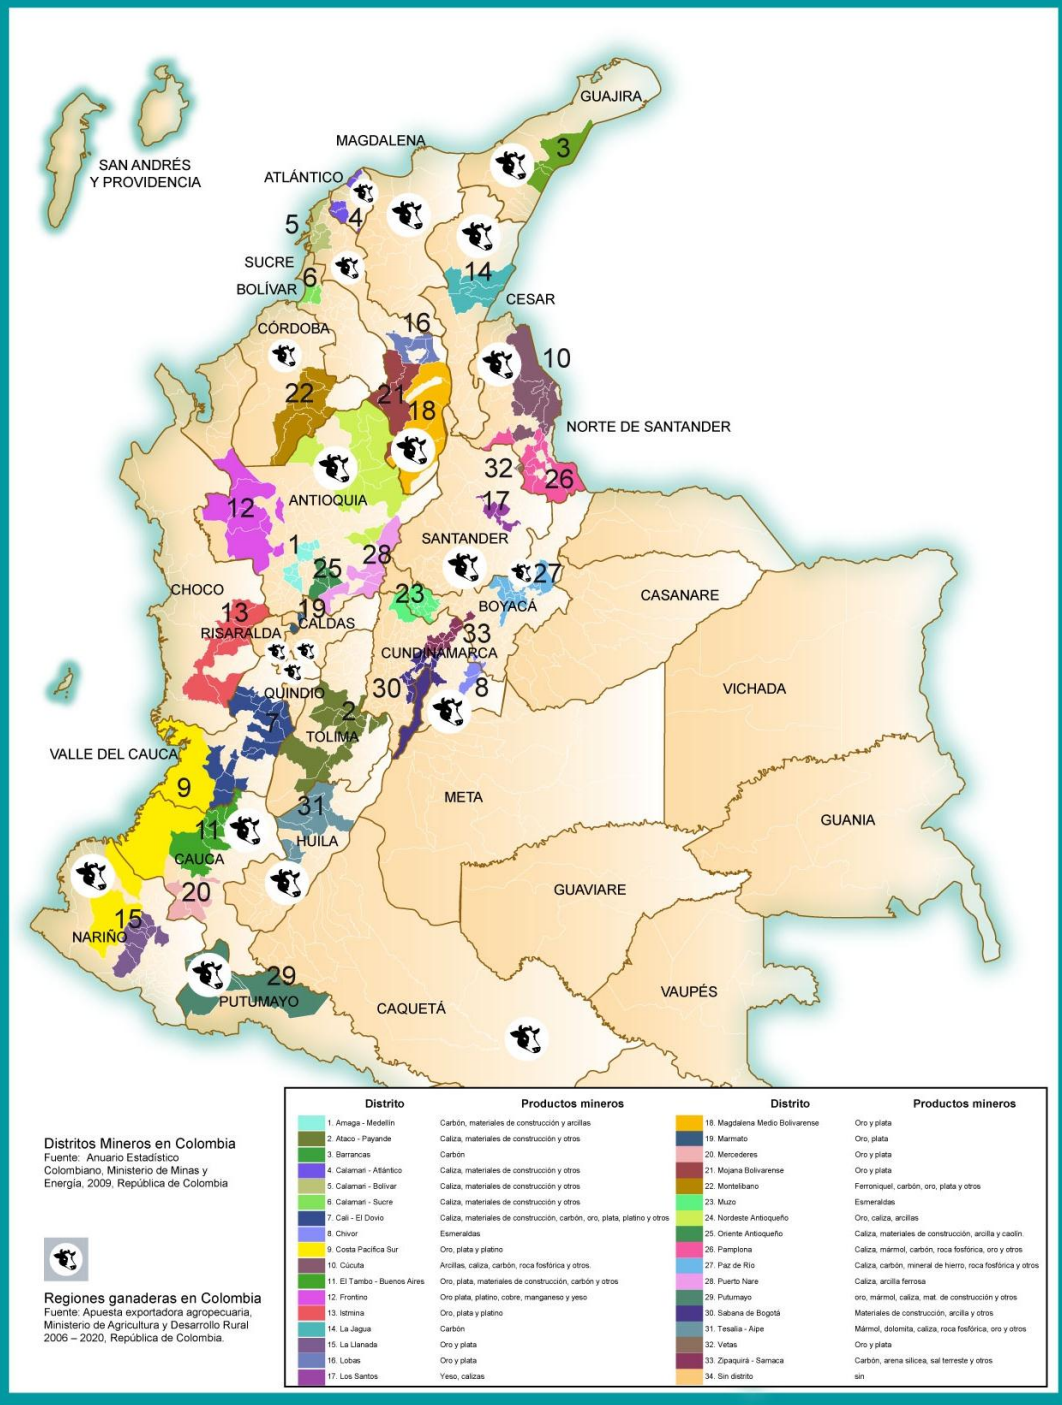 GUAJIRA
MAGDALENA
3
SAN ANDRÉS
Y PROVIDENCIA
ATLÁNTICO
4
5
SUCRE
14
6
BOLÍVAR
CESAR
16
CÓRDOBA
10
22
21
18
NORTE DE SANTANDER
32
26
ANTIOQUIA
17
12
SANTANDER
1
28
25
27
CHOCO
23
BOYACÁ
CASANARE
19
13
CALDAS
RISARALDA
33
CUNDINAMARCA
30
8
QUINDIO
VICHADA
2
7
TOLIMA
VALLE DEL CAUCA
9
META
31
GUANIA
11
HUILA
CAUCA
GUAVIARE
20
15
NARIÑO
29
VAUPÉS
PUTUMAYO
CAQUETÁ
Distritos Mineros en Colombia
Fuente: Anuario Estadístico
Colombiano, Ministerio de Minas y
Energía, 2009, República de Colombia
Regiones ganaderas en Colombia
Fuente: Apuesta exportadora agropecuaria,
Ministerio de Agricultura y Desarrollo Rural
2006 – 2020, República de Colombia.
Distrito Productos mineros
1. Amaga - Medellín Carbón, materiales de construcción y arcillas
2. Ataco - Payande Caliza, materiales de construcción y otros
3. Barrancas Carbón
4. Calamari - Atlántico Caliza, materiales de construcción y otros
5. Calamari - Bolívar Caliza, materiales de construcción y otros
6. Calamari - Sucre Caliza, materiales de construcción y otros
7. Cali - El Dovio Caliza, materiales de construcción, carbón, oro, plata, platino y otros
8. Chivor Esmeraldas
9. Costa Pacífica Sur Oro, plata y platino
10. Cúcuta Arcillas, caliza, carbón, roca fosfórica y otros.
11. El Tambo - Buenos Aires Oro, plata, materiales de construcción, carbón y otros
12. Frontino Oro plata, platino, cobre, manganeso y yeso
13. Istmina Oro, plata y platino
14. La Jagua Carbón
15. La Llanada Oro y plata
16. Lobas Oro y plata
17. Los Santos Yeso, calizas
Distrito Productos mineros
18. Magdalena Medio Bolivarense Oro y plata
19. Marmato Oro, plata
20. Mercederes Oro y plata
21. Mojana Bolivarense Oro y plata
22. Montelibano Ferroniquel, carbón, oro, plata y otros
23. Muzo Esmeraldas
24. Nordeste Antioqueño Oro, caliza, arcillas
25. Oriente Antioqueño Caliza, materiales de construcción, arcilla y caolín.
26. Pamplona Caliza, mármol, carbón, roca fosfórica, oro y otros
27. Paz de Río Caliza, carbón, mineral de hierro, roca fosfórica y otros
28. Puerto Nare Caliza, arcilla ferrosa
29. Putumayo oro, mármol, caliza, mat. de construcción y otros
30. Sabana de Bogotá Materiales de construcción, arcilla y otros
31. Tesalia - Aipe Mármol, dolomita, caliza, roca fosfórica, oro y otros
32. Vetas Oro y plata
33. Zipaquirá - Samaca Carbón, arena silicea, sal terreste y otros
34. Sin distrito sin